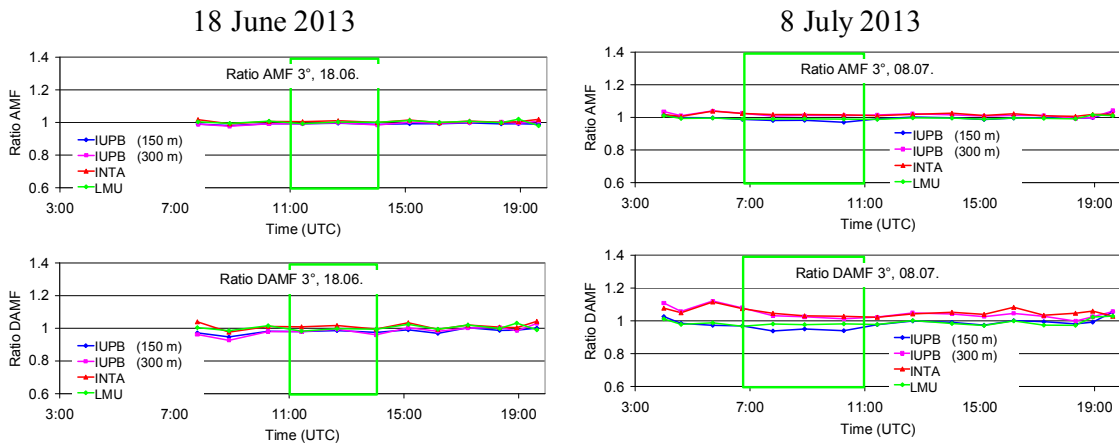 18 June 2013
8 July 2013
Ratio AMF
1.4
1.2
1
0.8
0.6
Ratio AMF 3°, 18.06.
IUPB (150 m)
IUPB (300 m)
INTA
LMU
3:00 7:00 11:00 15:00 19:00
Time (UTC)
Ratio AMF
1.4
1.2
1
0.8
0.6
Ratio AMF 3°, 08.07.
IUPB (150 m)
IUPB (300 m)
INTA
LMU
3:00 7:00 11:00 15:00 19:00
Time (UTC)
Ratio DAMF
1.4
1.2
1
0.8
0.6
Ratio DAMF 3°, 18.06.
IUPB (150 m)
IUPB (300 m)
INTA
LMU
3:00 7:00 11:00 15:00 19:00
Time (UTC)
Ratio DAMF
1.4
1.2
1
0.8
0.6
Ratio DAMF 3°, 08.07.
IUPB (150 m)
IUPB (300 m)
INTA
LMU
3:00 7:00 11:00 15:00 19:00
Time (UTC)